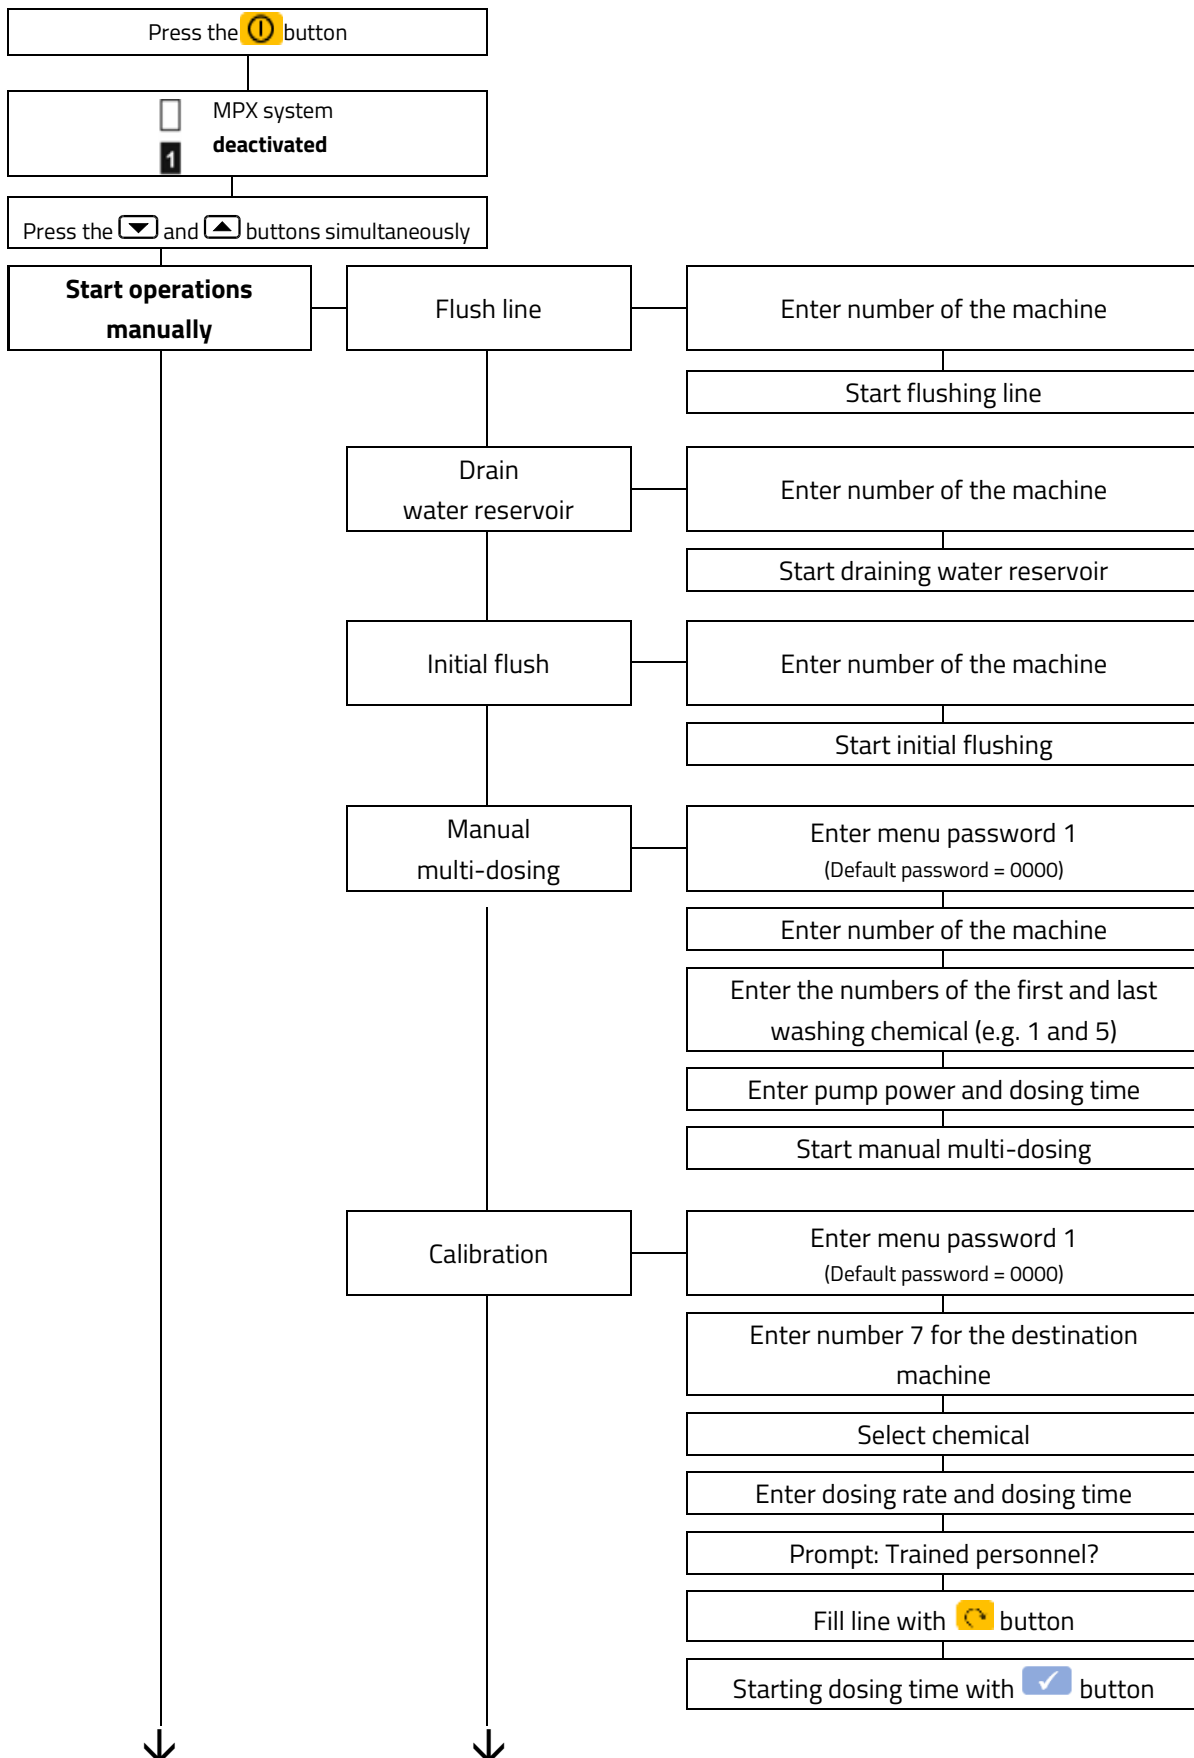 Press the button
MPX system
1 deactivated
Press the and buttons simultaneously
Start operations
manually
Flush line
Enter number of the machine
Start flushing line
Drain
water reservoir
Enter number of the machine
Start draining water reservoir
Initial flush
Enter number of the machine
Start initial flushing
Manual
multi-dosing
Enter menu password 1
(Default password = 0000)
Enter number of the machine
Enter the numbers of the first and last
washing chemical (e.g. 1 and 5)
Enter pump power and dosing time
Start manual multi-dosing
Calibration
Enter menu password 1
(Default password = 0000)
Enter number 7 for the destination
machine
Select chemical
Enter dosing rate and dosing time
Prompt: Trained personnel?
Fill line with button
Starting dosing time with button